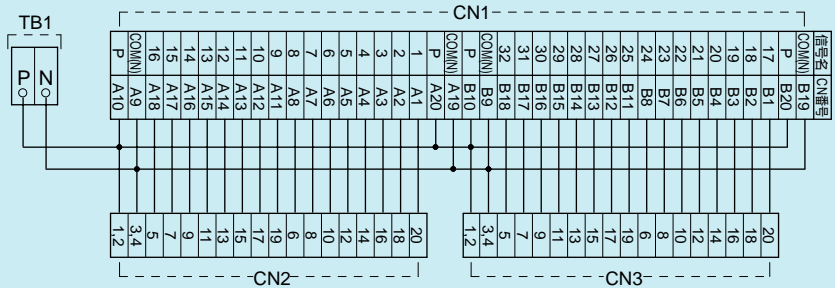 CN1
TB1
P N
P COM(N) 16 15 14 13 12 11 10 9 8 7 6 5 4 3 2 1 P COM(N) P COM(N) 32 31 30 29 28 27 26 25 24 23 22 21 20 19 18 17 P COM(N) 信号名
A10 A9 A18 A17 A16 A15 A14 A13 A12 A11 A8 A7 A6 A5 A4 A3 A2 A1 A20 A19 B10 B9 B18 B17 B16 B15 B14 B13 B12 B11 B8 B7 B6 B5 B4 B3 B2 B1 B20 B19 CN番号
1,2 3,4 5 7 9 11 13 15 17 19 6 8 10 12 14 16 18 20 1,2 3,4 5 7 9 11 13 15 17 19 6 8 10 12 14 16 18 20
CN2 CN3